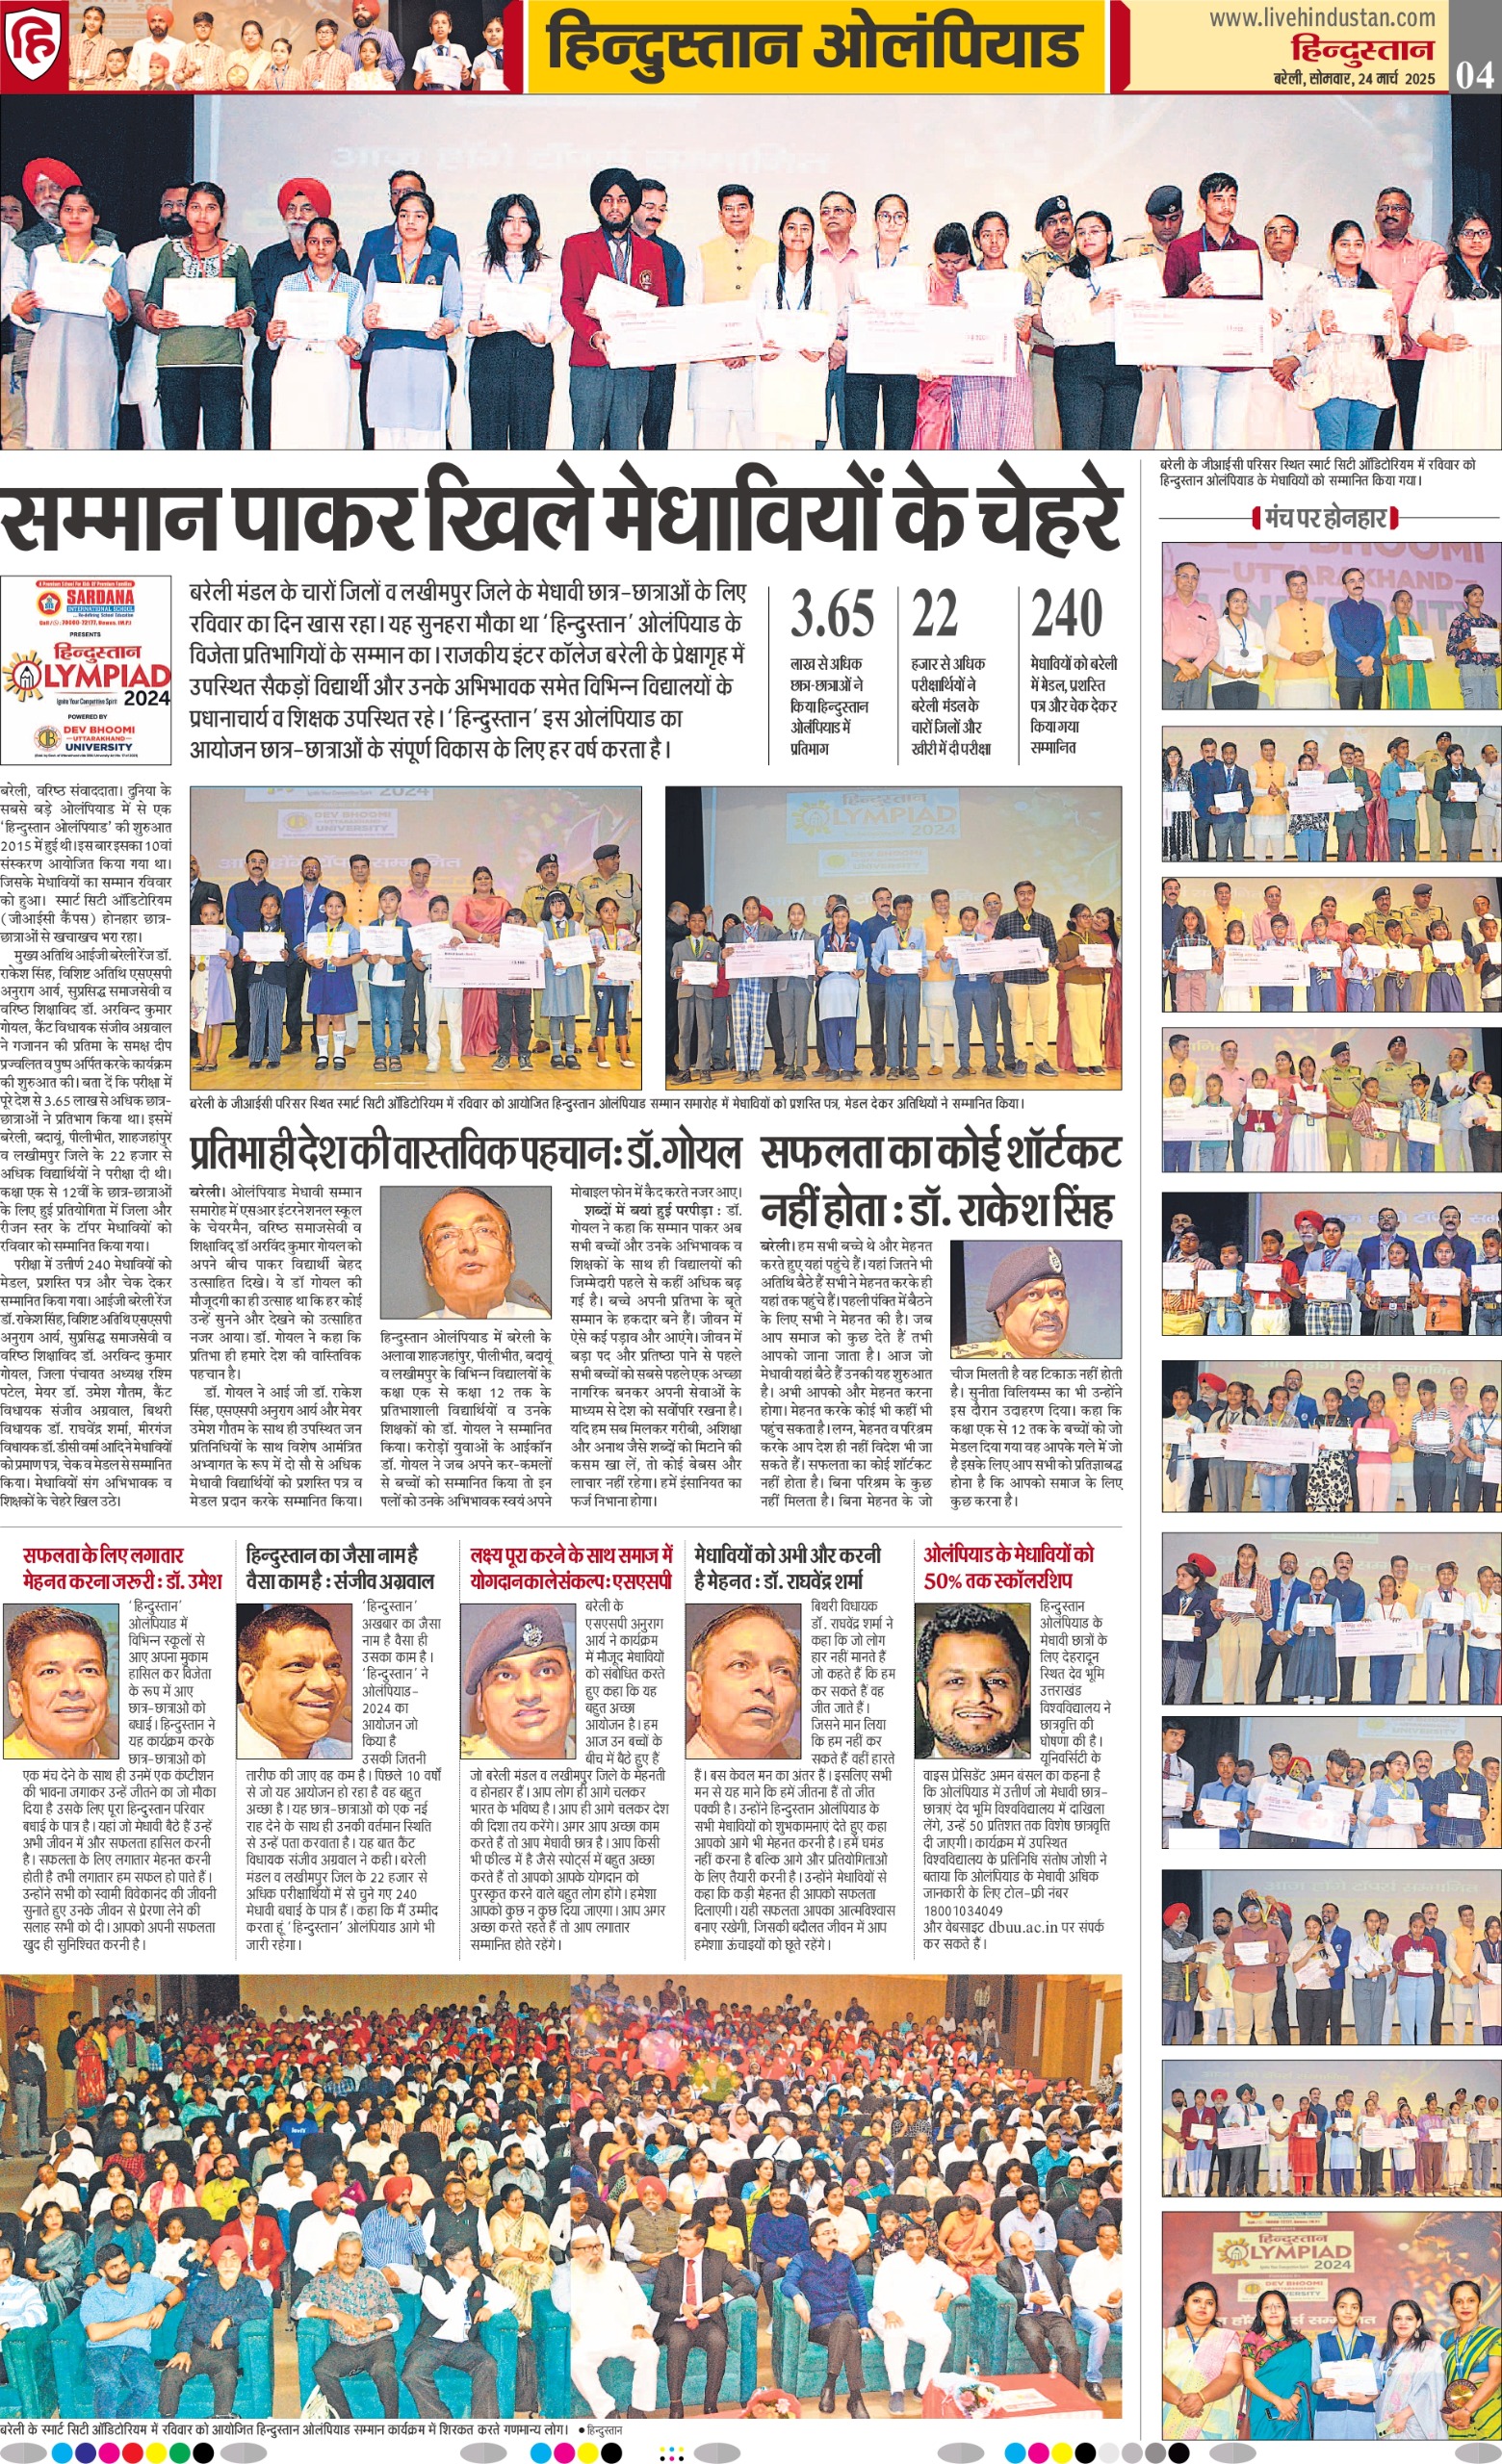 हिन्दुस्तान ओलंपियाड
www.livehindustan.com
हिन्दुस्तान
बरेली, सोमवार, 24 मार्च 2025
04
बरेली के जीआईसी परिसर स्थित स्मार्ट सिटी ऑडिटोरियम में रविवार को
हिन्दुस्तान ओलंपियाड के मेधावियों को सम्मानित किया गया।
सम्मान पाकर खिले मेधावियों के चेहरे
SARDANA
INTERNATIONAL SCHOOL
PRESENTS
हिन्दुस्तान
OLYMPIAD
2024
POWERED BY
DEV BHOOMI
UTTARAKHAND
UNIVERSITY
बरेली मंडल के चारों जिलों व लखीमपुर जिले के मेधावी छात्र-छात्राओं के लिए
रविवार का दिन खास रहा। यह सुनहरा मौका था ‘हिन्दुस्तान’ ओलंपियाड के
विजेता प्रतिभागियों के सम्मान का। राजकीय इंटर कॉलेज बरेली के प्रेक्षागृह में
उपस्थित सैकड़ों विद्यार्थी और उनके अभिभावक समेत विभिन्न विद्यालयों के
प्रधानाचार्य व शिक्षक उपस्थित रहे। ‘हिन्दुस्तान’ इस ओलंपियाड का
आयोजन छात्र-छात्राओं के संपूर्ण विकास के लिए हर वर्ष करता है।
3.65
लाख से अधिक
छात्र-छात्राओं ने
किया हिन्दुस्तान
ओलंपियाड में
प्रतिभाग
22
हजार से अधिक
परीक्षार्थियों ने
बरेली मंडल के
चारों जिलों और
खीरी में दी परीक्षा
240
मेधावियों को बरेली
में मेडल, प्रशस्ति
पत्र और चेक देकर
किया गया
सम्मानित
बरेली, वरिष्ठ संवाददाता। दुनिया के
सबसे बड़े ओलंपियाड में से एक
‘हिन्दुस्तान ओलंपियाड’ की शुरुआत
2015 में हुई थी। इस बार इसका 10वां
संस्करण आयोजित किया गया था।
जिसके मेधावियों का सम्मान रविवार
को हुआ। स्मार्ट सिटी ऑडिटोरियम
(जीआईसी कैंपस) होनहार छात्र-
छात्राओं से खचाखच भरा रहा।
मुख्य अतिथि आईजी बरेली रेंज डॉ.
राकेश सिंह, विशिष्ट अतिथि एसएसपी
अनुराग आर्य, सुप्रसिद्ध समाजसेवी व
वरिष्ठ शिक्षाविद डॉ. अरविन्द कुमार
गोयल, कैंट विधायक संजीव अग्रवाल
ने गजानन की प्रतिमा के समक्ष दीप
प्रज्वलित व पुष्प अर्पित करके कार्यक्रम
की शुरुआत की। बता दें कि परीक्षा में
पूरे देश से 3.65 लाख से अधिक छात्र-
छात्राओं ने प्रतिभाग किया था। इसमें
बरेली, बदायूं, पीलीभीत, शाहजहांपुर
व लखीमपुर जिले के 22 हजार से
अधिक विद्यार्थियों ने परीक्षा दी थी।
कक्षा एक से 12वीं के छात्र-छात्राओं
के लिए हुई प्रतियोगिता में जिला और
रीजन स्तर के टॉपर मेधावियों को
रविवार को सम्मानित किया गया।
परीक्षा में उत्तीर्ण 240 मेधावियों को
मेडल, प्रशस्ति पत्र और चेक देकर
सम्मानित किया गया। आईजी बरेली रेंज
डॉ. राकेश सिंह, विशिष्ट अतिथि एसएसपी
अनुराग आर्य, सुप्रसिद्ध समाजसेवी व
वरिष्ठ शिक्षाविद डॉ. अरविन्द कुमार
गोयल, जिला पंचायत अध्यक्ष रश्मि
पटेल, मेयर डॉ. उमेश गौतम, कैंट
विधायक संजीव अग्रवाल, बिथरी
विधायक डॉ. राघवेंद्र शर्मा, मीरगंज
विधायक डॉ. डीसी वर्मा आदि ने मेधावियों
को प्रमाण पत्र, चेक व मेडल से सम्मानित
किया। मेधावियों संग अभिभावक व
शिक्षकों के चेहरे खिल उठे।
बरेली के जीआईसी परिसर स्थित स्मार्ट सिटी ऑडिटोरियम में रविवार को आयोजित हिन्दुस्तान ओलंपियाड सम्मान समारोह में मेधावियों को प्रशस्ति पत्र, मेडल देकर अतिथियों ने सम्मानित किया।
प्रतिभा ही देश की वास्तविक पहचान: डॉ. गोयल
बरेली। ओलंपियाड मेधावी सम्मान
समारोह में एसआर इंटरनेशनल स्कूल
के चेयरमैन, वरिष्ठ समाजसेवी व
शिक्षाविद् डॉ अरविंद कुमार गोयल को
अपने बीच पाकर विद्यार्थी बेहद
उत्साहित दिखे। ये डॉ गोयल की
मौजूदगी का ही उत्साह था कि हर कोई
उन्हें सुनने और देखने को उत्साहित
नजर आया। डॉ. गोयल ने कहा कि
प्रतिभा ही हमारे देश की वास्तविक
पहचान है।
डॉ. गोयल ने आई जी डॉ. राकेश
सिंह, एसएसपी अनुराग आर्य और मेयर
उमेश गौतम के साथ ही उपस्थित जन
प्रतिनिधियों के साथ विशेष आमंत्रित
अभ्यागत के रूप में दो सौ से अधिक
मेधावी विद्यार्थियों को प्रशस्ति पत्र व
मेडल प्रदान करके सम्मानित किया।
हिन्दुस्तान ओलंपियाड में बरेली के
अलावा शाहजहांपुर, पीलीभीत, बदायूं
व लखीमपुर के विभिन्न विद्यालयों के
कक्षा एक से कक्षा 12 तक के
प्रतिभाशाली विद्यार्थियों व उनके
शिक्षकों को डॉ. गोयल ने सम्मानित
किया। करोड़ों युवाओं के आईकॉन
डॉ. गोयल ने जब अपने कर-कमलों
से बच्चों को सम्मानित किया तो इन
पलों को उनके अभिभावक स्वयं अपने
मोबाइल फोन में कैद करते नजर आए।
शब्दों में बयां हुई परपीड़ा : डॉ.
गोयल ने कहा कि सम्मान पाकर अब
सभी बच्चों और उनके अभिभावक व
शिक्षकों के साथ ही विद्यालयों की
जिम्मेदारी पहले से कहीं अधिक बढ़
गई है। बच्चे अपनी प्रतिभा के बूते
सम्मान के हकदार बने हैं। जीवन में
ऐसे कई पड़ाव और आएंगे। जीवन में
बड़ा पद और प्रतिष्ठा पाने से पहले
सभी बच्चों को सबसे पहले एक अच्छा
नागरिक बनकर अपनी सेवाओं के
माध्यम से देश को सर्वोपरि रखना है।
यदि हम सब मिलकर गरीबी, अशिक्षा
और अनाथ जैसे शब्दों को मिटाने की
कसम खा लें, तो कोई बेबस और
लाचार नहीं रहेगा। हमें इंसानियत का
फर्ज निभाना होगा।
सफलता का कोई शॉर्टकट
नहीं होता : डॉ. राकेश सिंह
बरेली। हम सभी बच्चे थे और मेहनत
करते हुए यहां पहुंचे हैं। यहां जितने भी
अतिथि बैठे हैं सभी ने मेहनत करके ही
यहां तक पहुंचे हैं। पहली पंक्ति में बैठने
के लिए सभी ने मेहनत की है। जब
आप समाज को कुछ देते हैं तभी
आपको जाना जाता है। आज जो
मेधावी यहां बैठे हैं उनकी यह शुरुआत
है। अभी आपको और मेहनत करना
होगा। मेहनत करके कोई भी कहीं भी
पहुंच सकता है। लग्न, मेहनत व परिश्रम
करके आप देश ही नहीं विदेश भी जा
सकते हैं। सफलता का कोई शॉर्टकट
नहीं होता है। बिना परिश्रम के कुछ
नहीं मिलता है। बिना मेहनत के जो
चीज मिलती है वह टिकाऊ नहीं होती
है। सुनीता विलियम्स का भी उन्होंने
इस दौरान उदाहरण दिया। कहा कि
कक्षा एक से 12 तक के बच्चों को जो
मेडल दिया गया वह आपके गले में जो
है इसके लिए आप सभी को प्रतिज्ञाबद्ध
होना है कि आपको समाज के लिए
कुछ करना है।
सफलता के लिए लगातार
मेहनत करना जरूरी : डॉ. उमेश
‘हिन्दुस्तान’
ओलंपियाड में
विभिन्न स्कूलों से
आए अपना मुकाम
हासिल कर विजेता
के रूप में आए
छात्र-छात्राओं को
बधाई। हिन्दुस्तान ने
यह कार्यक्रम करके
छात्र-छात्राओं को
एक मंच देने के साथ ही उनमें एक कंप्टीशन
की भावना जगाकर उन्हें जीतने का जो मौका
दिया है उसके लिए पूरा हिन्दुस्तान परिवार
बधाई के पात्र है। यहां जो मेधावी बैठे हैं उन्हें
अभी जीवन में और सफलता हासिल करनी
है। सफलता के लिए लगातार मेहनत करनी
होती है तभी लगातार हम सफल हो पाते हैं।
उन्होंने सभी को स्वामी विवेकानंद की जीवनी
सुनाते हुए उनके जीवन से प्रेरणा लेने की
सलाह सभी को दी। आपको अपनी सफलता
खुद ही सुनिश्चित करनी है।
हिन्दुस्तान का जैसा नाम है
वैसा काम है : संजीव अग्रवाल
‘हिन्दुस्तान’
अखबार का जैसा
नाम है वैसा ही
उसका काम है।
‘हिन्दुस्तान’ ने
ओलंपियाड-
2024 का
आयोजन जो
किया है
उसकी जितनी
तारीफ की जाए वह कम है। पिछले 10 वर्षों
से जो यह आयोजन हो रहा है वह बहुत
अच्छा है। यह छात्र-छात्राओं को एक नई
राह देने के साथ ही उनकी वर्तमान स्थिति
से उन्हें पता करवाता है। यह बात कैंट
विधायक संजीव अग्रवाल ने कही। बरेली
मंडल व लखीमपुर जिले के 22 हजार से
अधिक परीक्षार्थियों में से चुने गए 240
मेधावी बधाई के पात्र हैं। कहा कि मैं उम्मीद
करता हूं ‘हिन्दुस्तान’ ओलंपियाड आगे भी
जारी रहेगा।
लक्ष्य पूरा करने के साथ समाज में
योगदान का ले संकल्प: एसएसपी
बरेली के
एसएसपी अनुराग
आर्य ने कार्यक्रम
में मौजूद मेधावियों
को संबोधित करते
हुए कहा कि यह
बहुत अच्छा
आयोजन है। हम
आज उन बच्चों के
बीच में बैठे हुए हैं
जो बरेली मंडल व लखीमपुर जिले के मेहनती
व होनहार हैं। आप लोग ही आगे चलकर
भारत के भविष्य है। आप ही आगे चलकर देश
की दिशा तय करेंगे। अगर आप अच्छा काम
करते हैं तो आप मेधावी छात्र है। आप किसी
भी फील्ड में है जैसे स्पोर्ट्स में बहुत अच्छा
करते हैं तो आपको आपके योगदान को
पुरस्कृत करने वाले बहुत लोग होंगे। हमेशा
आपको कुछ न कुछ दिया जाएगा। आप अगर
अच्छा करते रहते हैं तो आप लगातार
सम्मानित होते रहेंगे।
मेधावियों को अभी और करनी
है मेहनत : डॉ. राघवेंद्र शर्मा
बिथरी विधायक
डॉ. राघवेंद्र शर्मा ने
कहा कि जो लोग
हार नहीं मानते हैं
जो कहते हैं कि हम
कर सकते हैं वह
जीत जाते हैं।
जिसने मान लिया
कि हम नहीं कर
सकते हैं वहीं हारते
हैं। बस केवल मन का अंतर हैं। इसलिए सभी
मन से यह माने कि हमें जीतना हैं तो जीत
पक्की है। उन्होंने हिन्दुस्तान ओलंपियाड के
सभी मेधावियों को शुभकामनाएं देते हुए कहा
आपको आगे भी मेहनत करनी है। हमें घमंड
नहीं करना है बल्कि आगे और प्रतियोगिताओं
के लिए तैयारी करनी है। उन्होंने मेधावियों से
कहा कि कड़ी मेहनत ही आपको सफलता
दिलाएगी। यही सफलता आपका आत्मविश्वास
बनाए रखेगी, जिसकी बदौलत जीवन में आप
हमेशाा ऊंचाइयों को छूते रहेंगे।
ओलंपियाड के मेधावियों को
50% तक स्कॉलरशिप
हिन्दुस्तान
ओलंपियाड के
मेधावी छात्रों के
लिए देहरादून
स्थित देव भूमि
उत्तराखंड
विश्वविद्यालय ने
छात्रवृत्ति की
घोषणा की है।
यूनिवर्सिटी के
वाइस प्रेसिडेंट अमन बंसल का कहना है
कि ओलंपियाड में उत्तीर्ण जो मेधावी छात्र-
छात्राएं देव भूमि विश्वविद्यालय में दाखिला
लेंगे, उन्हें 50 प्रतिशत तक विशेष छात्रवृत्ति
दी जाएगी। कार्यक्रम में उपस्थित
विश्वविद्यालय के प्रतिनिधि संतोष जोशी ने
बताया कि ओलंपियाड के मेधावी अधिक
जानकारी के लिए टोल-फ्री नंबर
18001034049
और वेबसाइट dbuu.ac.in पर संपर्क
कर सकते हैं।
बरेली के स्मार्ट सिटी ऑडिटोरियम में रविवार को आयोजित हिन्दुस्तान ओलंपियाड सम्मान कार्यक्रम में शिरकत करते गणमान्य लोग। ● हिन्दुस्तान
मंच पर होनहार